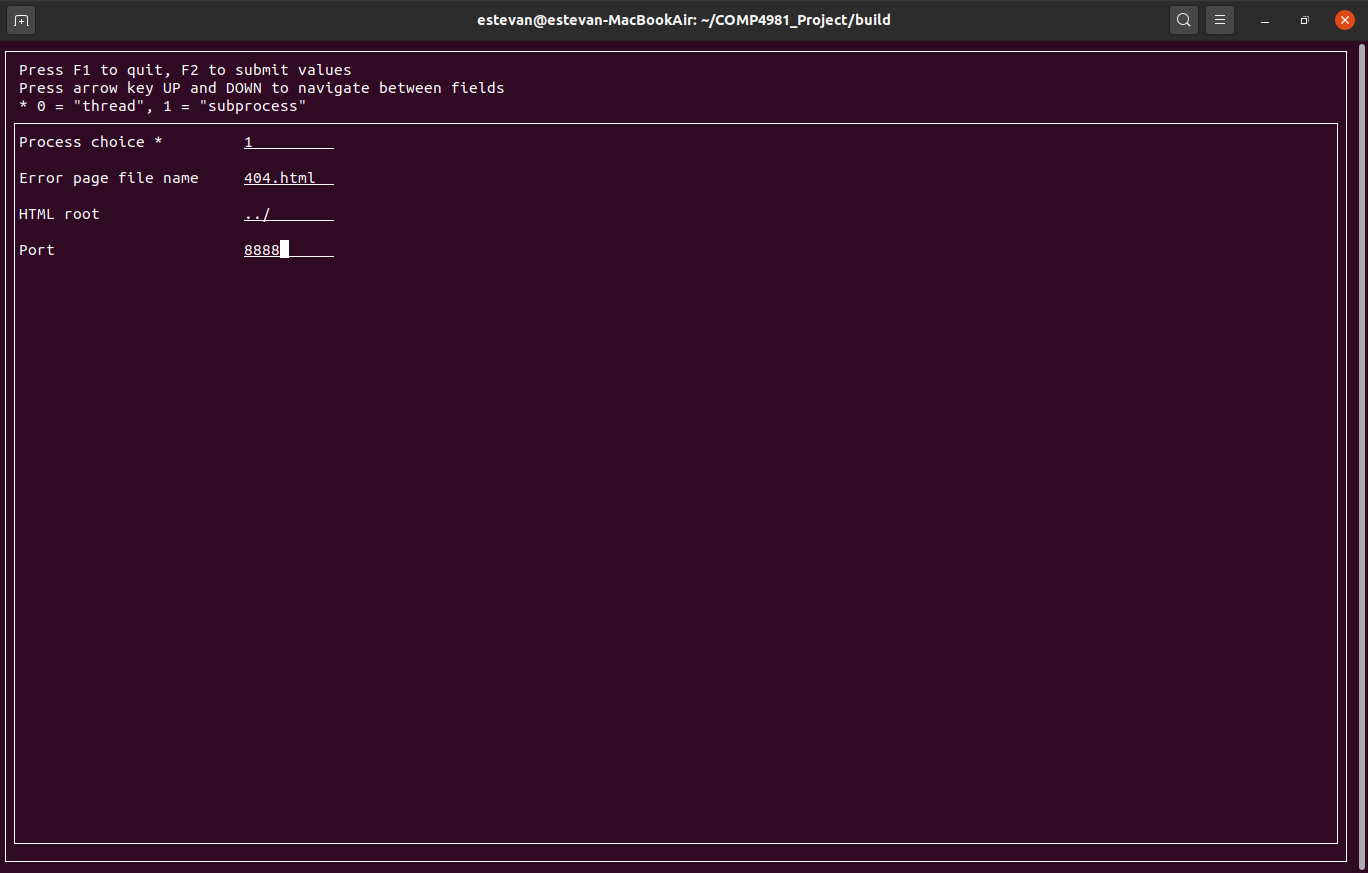 estevan@estevan-MacBookAir: ~/COMP4981_Project/build
Press F1 to quit, F2 to submit values
Press arrow key UP and DOWN to navigate between fields
* 0 = "thread", 1 = "subprocess"
Process choice * 1
Error page file name 404.html
HTML root ../
Port 8888